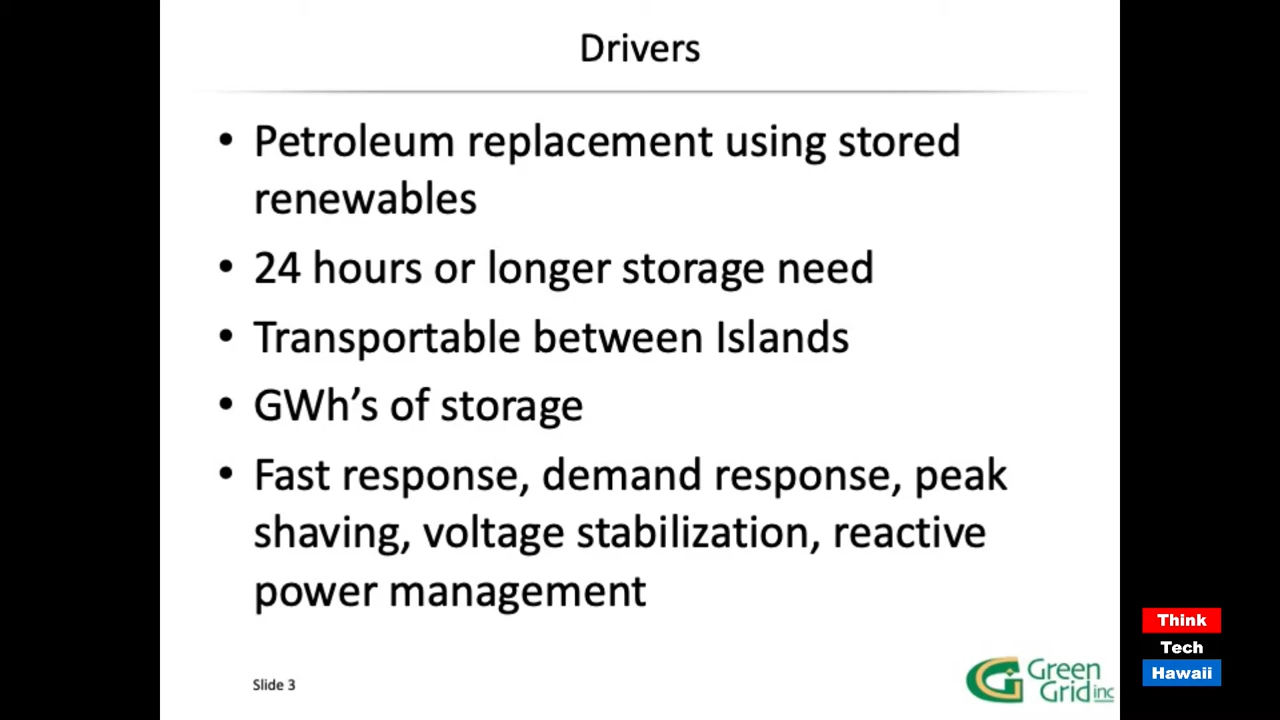 Drivers
• Petroleum replacement using stored
renewables
• 24 hours or longer storage need
• Transportable between Islands
• GWh’s of storage
• Fast response, demand response, peak
shaving, voltage stabilization, reactive
power management
Slide 3
Green
Grid inc
Think
Tech
Hawaii